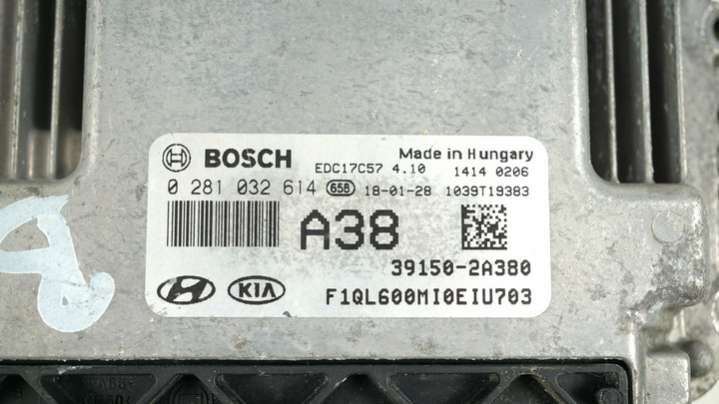 BOSCH EDC17C57 4.10 Made in Hungary 1414 0206
0 281 032 614 658 18-01-28 1039T19383
A38
39150-2A380
KIA F1QL600MI0EIU703